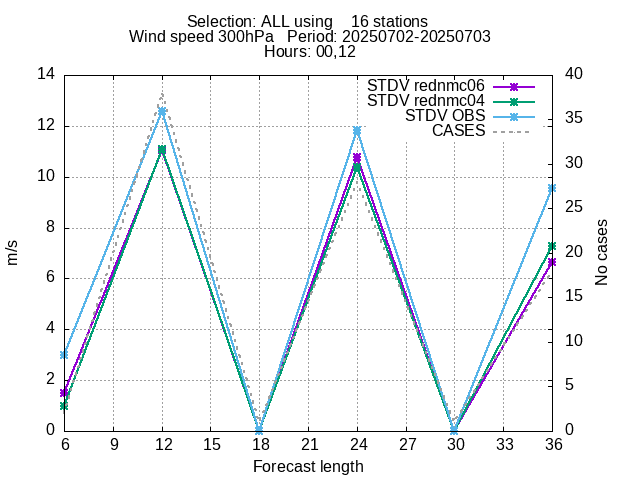 Selection: ALL using    16 stations
Wind speed 300hPa   Period: 20250702-20250703
Hours: 00,12
STDV rednmc06
STDV rednmc04
STDV OBS
CASES
14
12
10
8
6
4
2
0
m/s
40
35
30
25
20
15
10
5
0
No cases
6 9 12 15 18 21 24 27 30 33 36
Forecast length